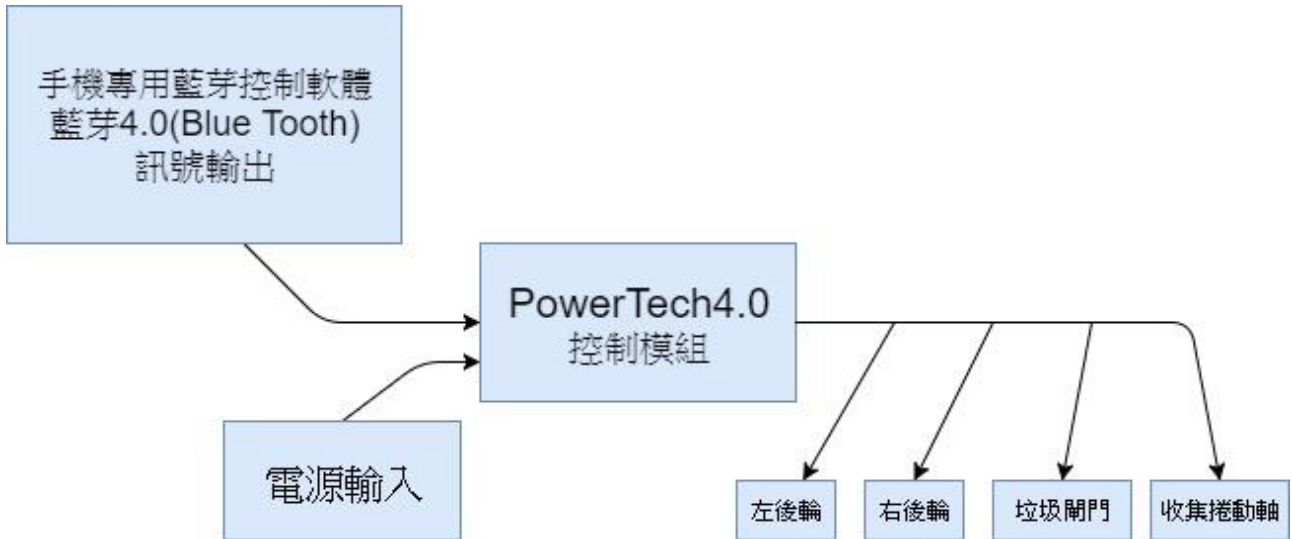 手機專用藍芽控制軟體
藍芽4.0(Blue Tooth)
訊號輸出
PowerTech4.0
控制模組
電源輸入
左後輪
右後輪
垃圾閘門
收集捲動軸